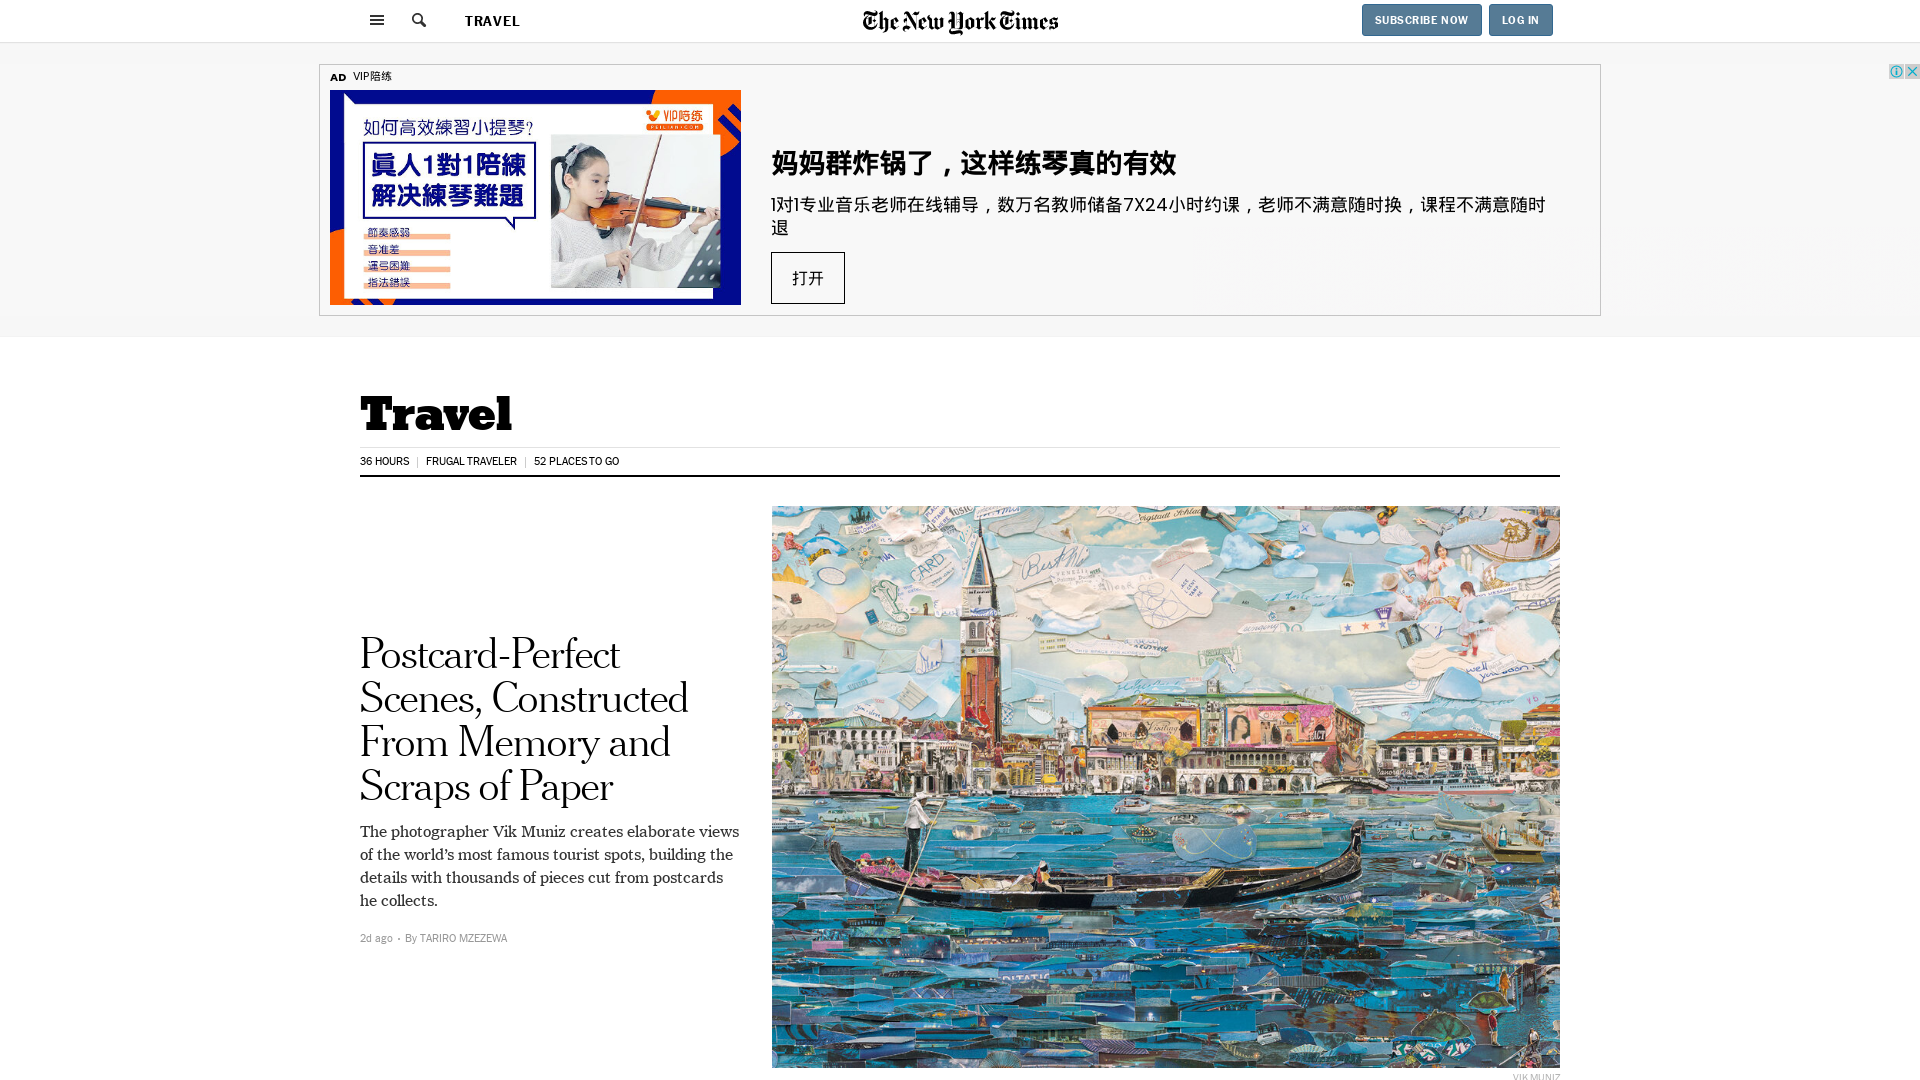 TRAVEL
The New York Times
SUBSCRIBE NOW
LOG IN
AD VIP陪练
如何高效練習小提琴?
VIP陪练
PEILIAN.COM
眞人1對1陪練
解决練琴難題
節奏感弱
音准差
運弓困難
指法錯誤
妈妈群炸锅了，这样练琴真的有效
1对1专业音乐老师在线辅导，数万名教师储备7X24小时约课，老师不满意随时换，课程不满意随时
退
打开
Travel
36 HOURS
FRUGAL TRAVELER
52 PLACES TO GO
Postcard-Perfect
Scenes, Constructed
From Memory and
Scraps of Paper
The photographer Vik Muniz creates elaborate views
of the world’s most famous tourist spots, building the
details with thousands of pieces cut from postcards
he collects.
2d ago • By TARIRO MZEZEWA
CARD
Best
well
VIK MUNIZ